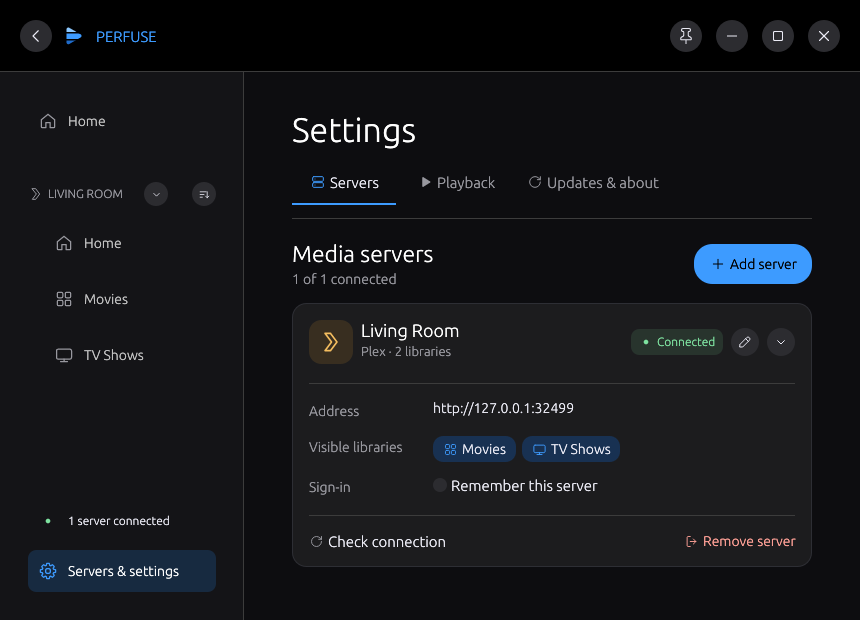 PERFUSE
Home
LIVING ROOM
Home
Movies
TV Shows
1 server connected
Servers & settings
Settings
Servers
Playback
Updates & about
Media servers
1 of 1 connected
Add server
Living Room
Plex · 2 libraries
Connected
Address
http://127.0.0.1:32499
Visible libraries
Movies
TV Shows
Sign-in
Remember this server
Check connection
Remove server